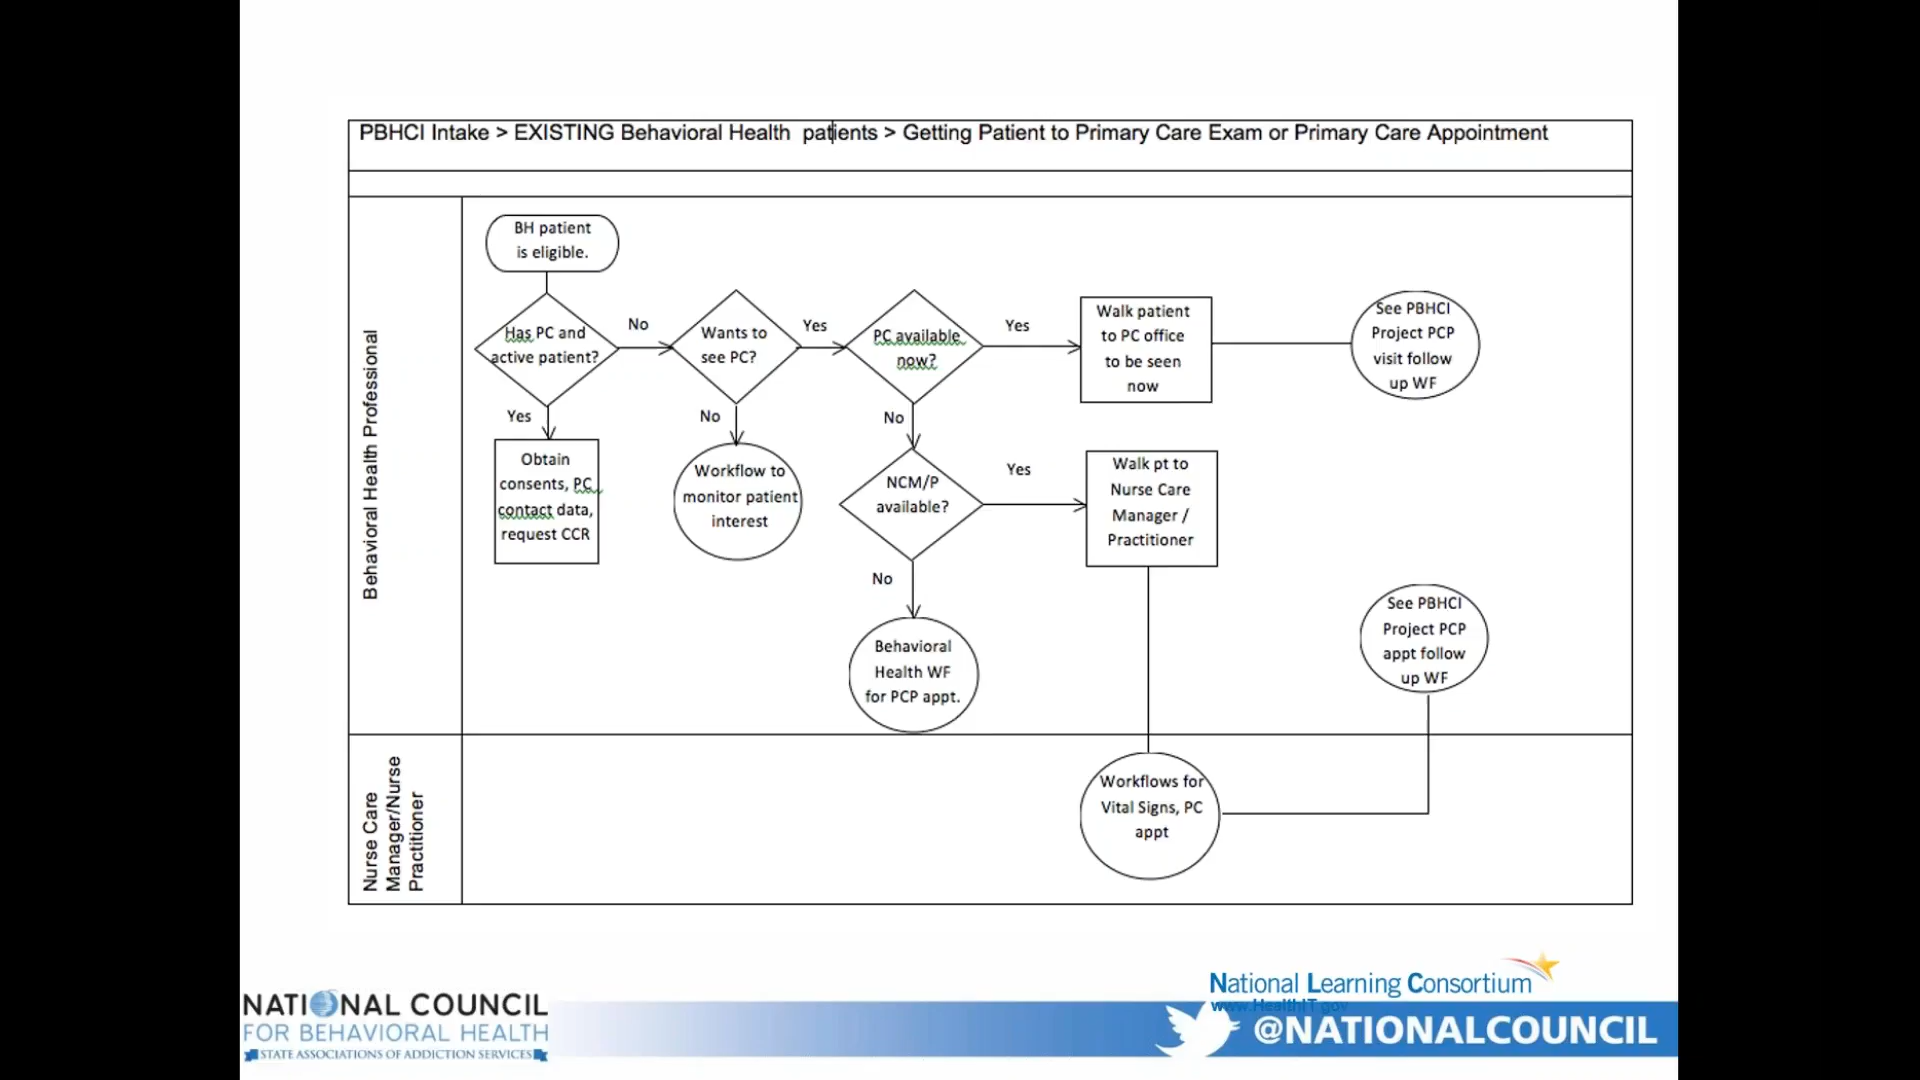 PBHCI Intake > EXISTING Behavioral Health patients > Getting Patient to Primary Care Exam or Primary Care Appointment
Behavioral Health Professional
BH patient
is eligible.
Has PC and
active patient?
No
Wants to
see PC?
Yes
PC available
now?
Yes
Walk patient
to PC office
to be seen
now
See PBHCI
Project PCP
visit follow
up WF
Yes
Obtain
consents, PC
contact data,
request CCR
No
Workflow to
monitor patient
interest
No
NCM/P
available?
Yes
Walk pt to
Nurse Care
Manager /
Practitioner
No
Behavioral
Health WF
for PCP appt.
See PBHCI
Project PCP
appt follow
up WF
Nurse Care
Manager/Nurse
Practitioner
Workflows for
Vital Signs, PC
appt
National Learning Consortium
www.HealthIT.gov
NATIONAL COUNCIL
FOR BEHAVIORAL HEALTH
STATE ASSOCIATIONS OF ADDICTION SERVICES
@NATIONALCOUNCIL